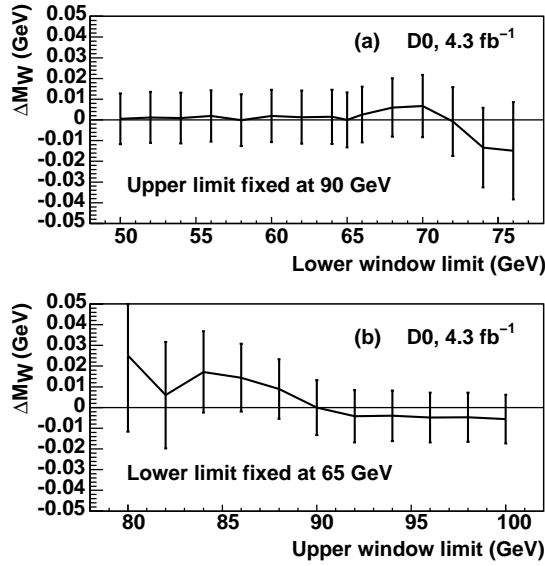 (a) D0, 4.3 fb⁻¹
ΔMW (GeV)
0.05
0.04
0.03
0.02
0.01
0
-0.01
-0.02
-0.03
-0.04
-0.05
Upper limit fixed at 90 GeV
50 55 60 65 70 75
Lower window limit (GeV)
(b) D0, 4.3 fb⁻¹
ΔMW (GeV)
0.05
0.04
0.03
0.02
0.01
0
-0.01
-0.02
-0.03
-0.04
-0.05
Lower limit fixed at 65 GeV
80 85 90 95 100
Upper window limit (GeV)